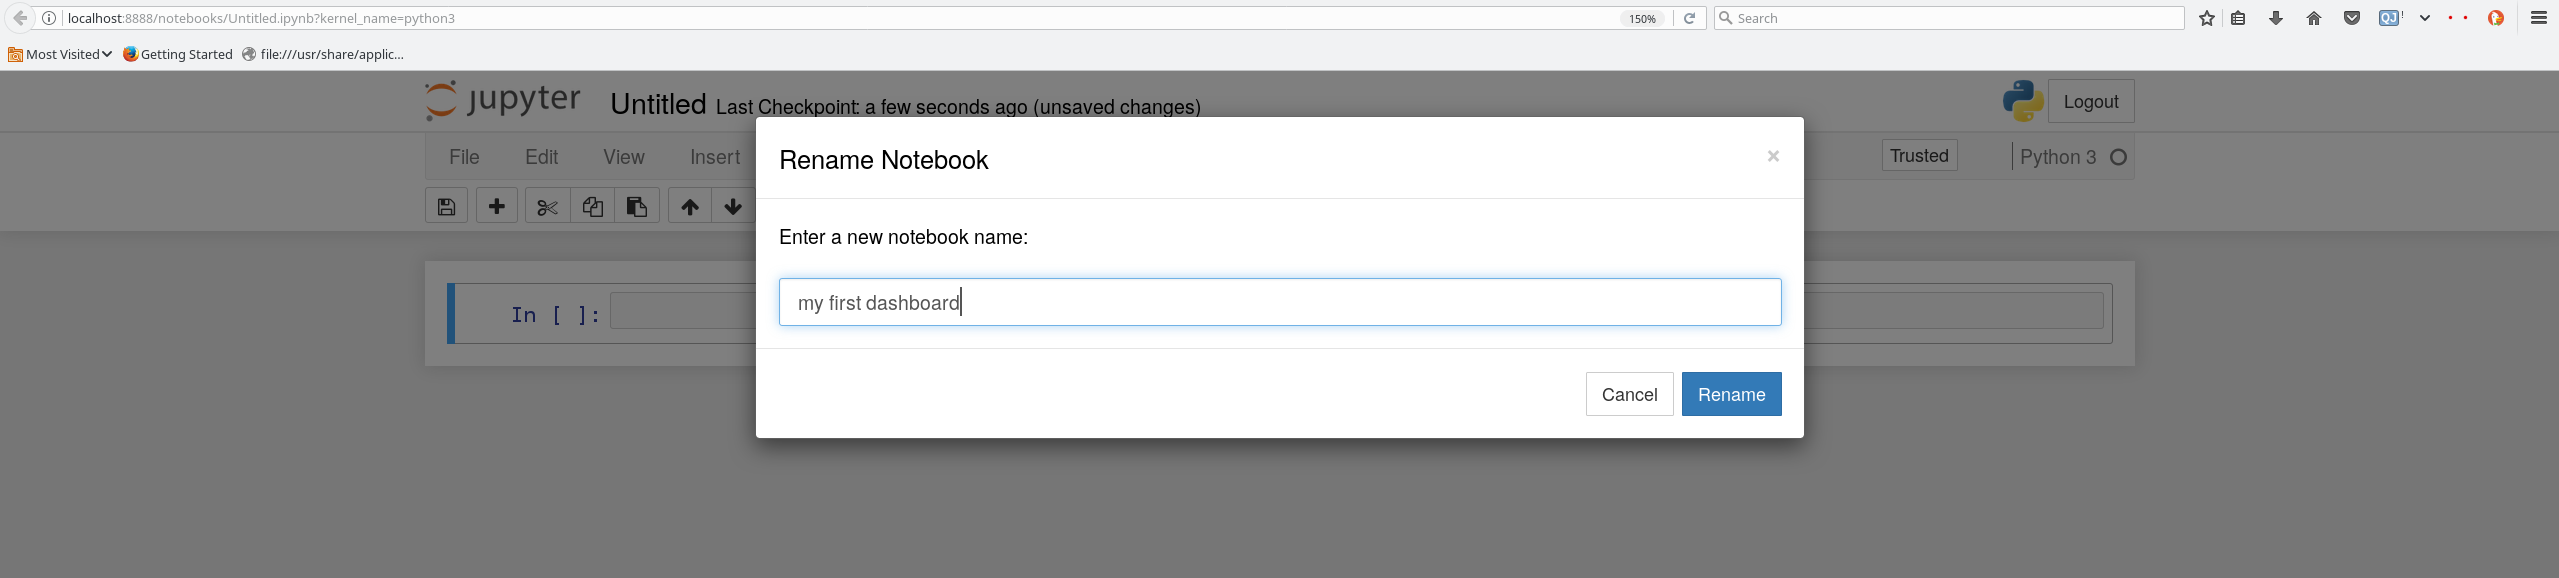 localhost:8888/notebooks/Untitled.ipynb?kernel_name=python3 150% Search QJ !
Most Visited Getting Started file:///usr/share/applic...
jupyter Untitled Last Checkpoint: a few seconds ago (unsaved changes) Logout
File Edit View Insert Trusted Python 3
Rename Notebook ×
Enter a new notebook name:
In [ ]:
my first dashboard
Cancel Rename